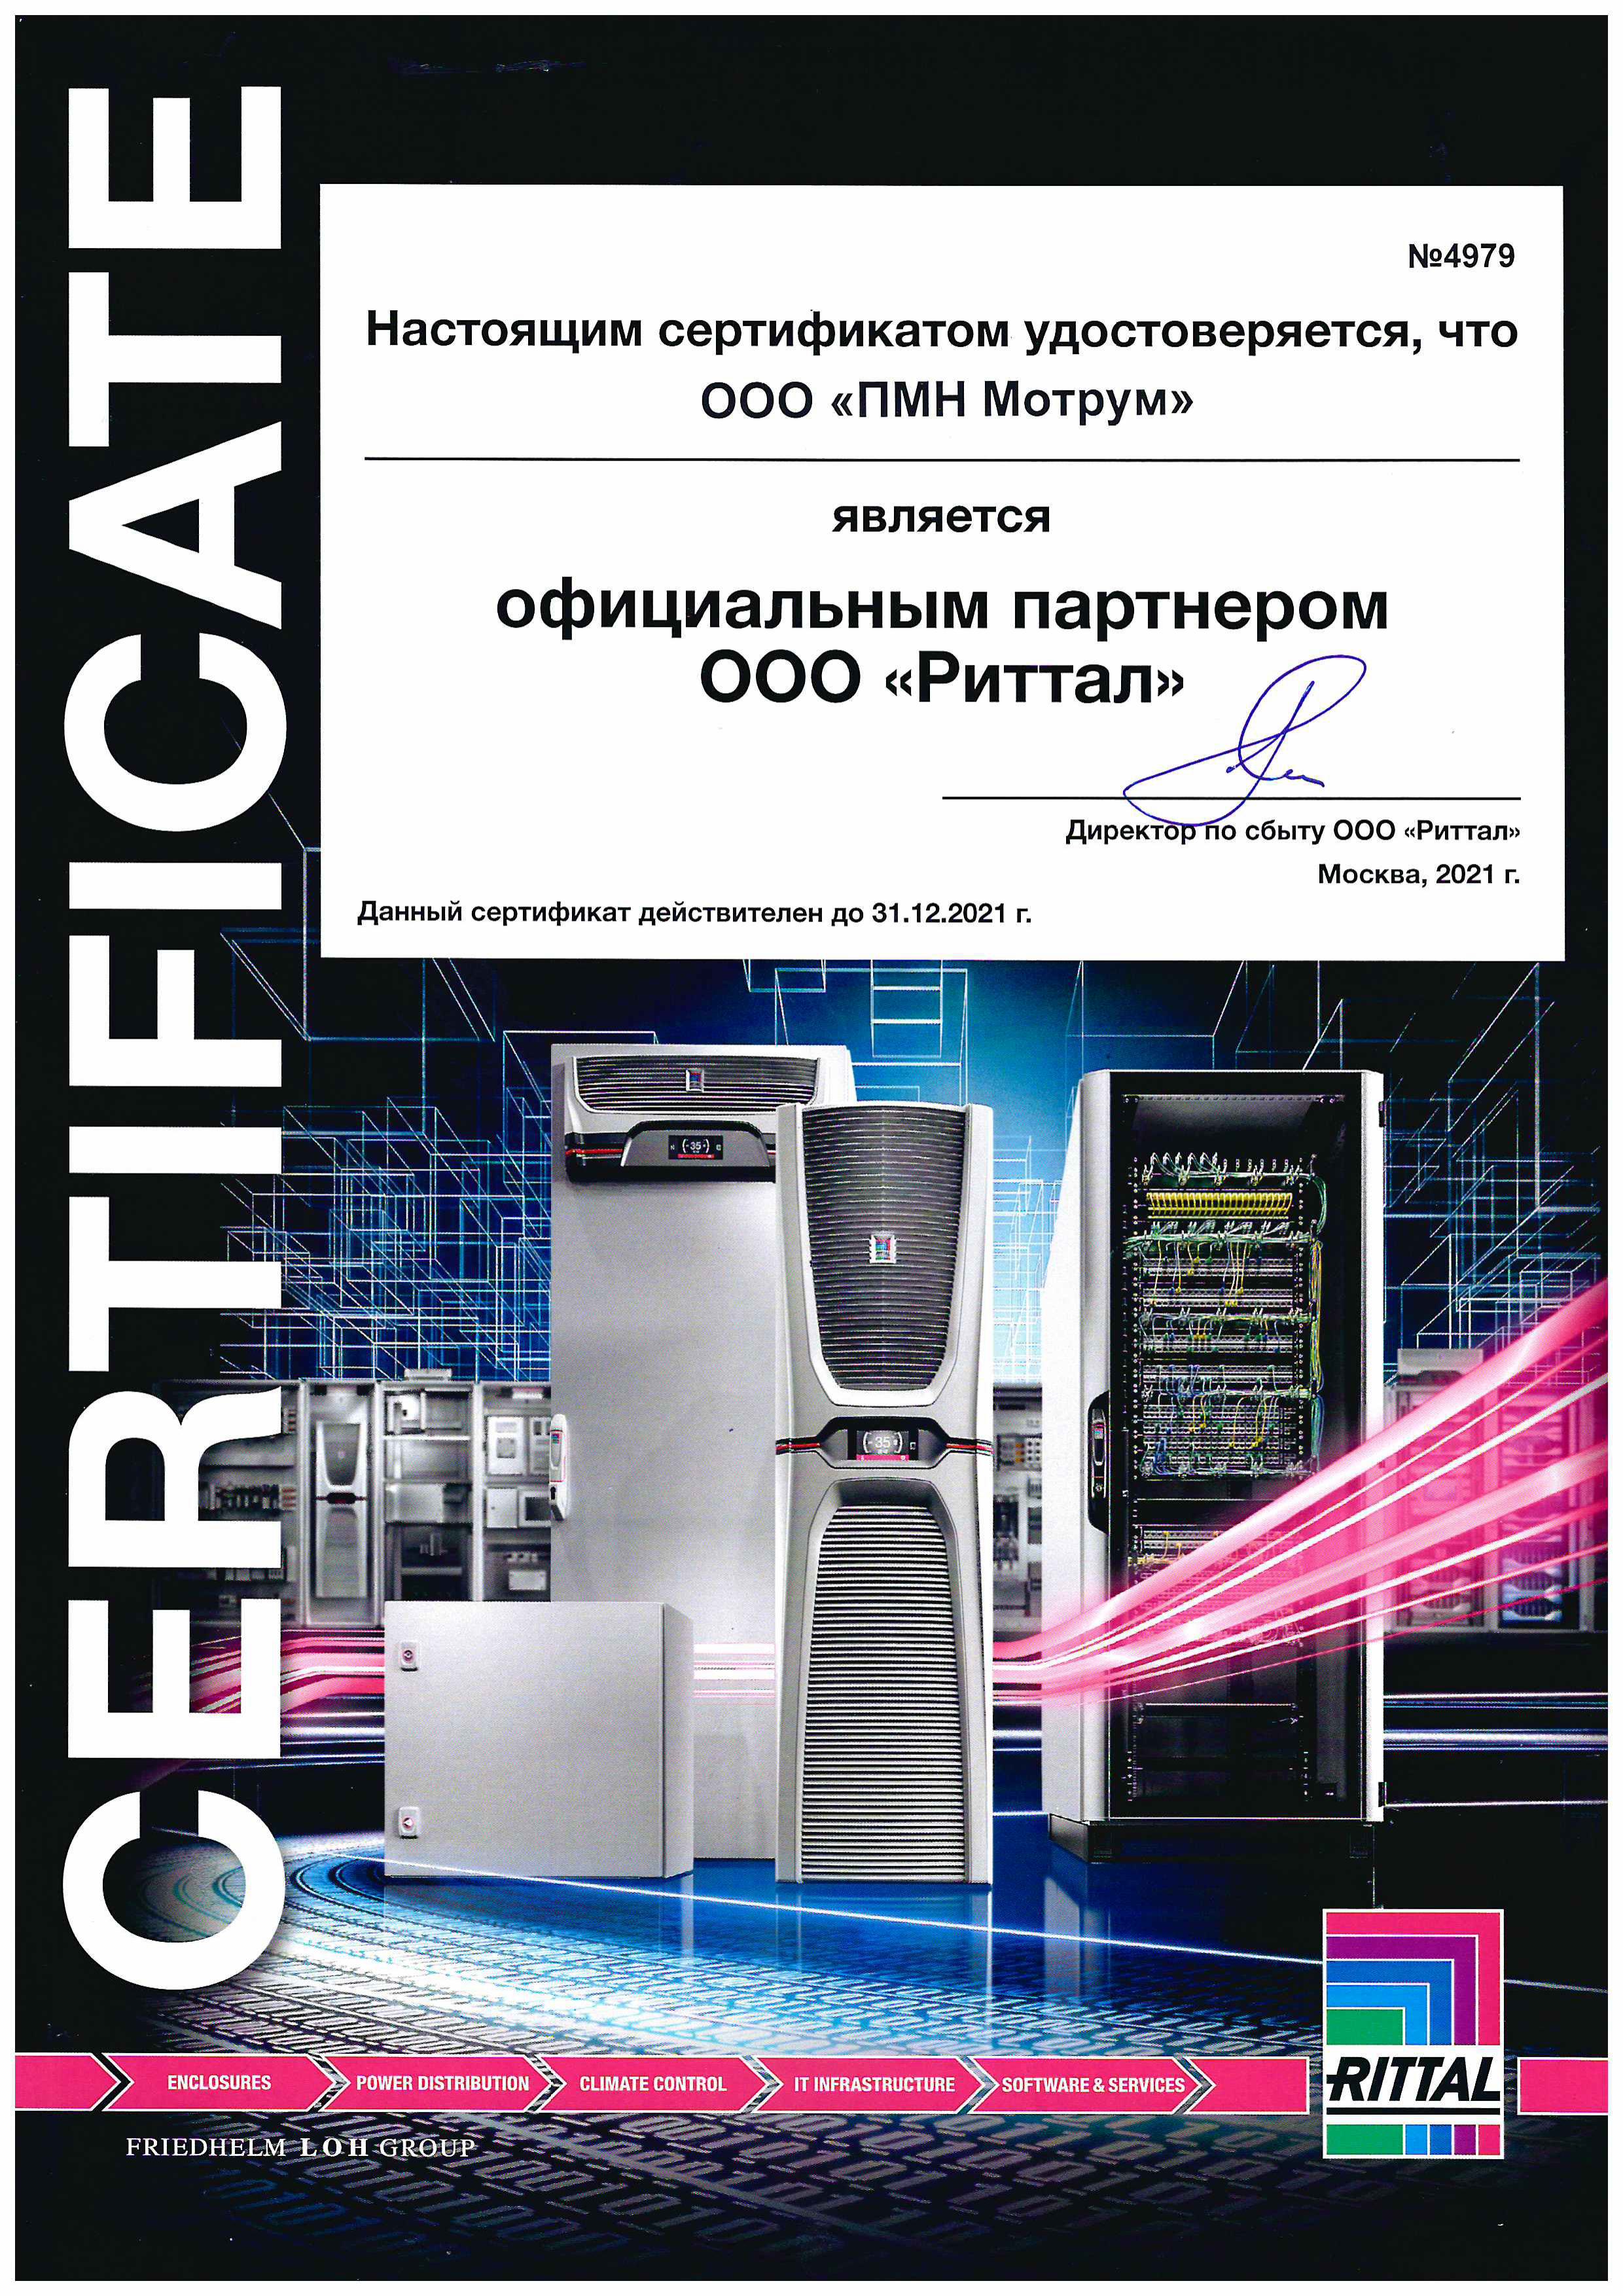 CERTIFICATE
№4979
Настоящим сертификатом удостоверяется, что
ООО «ПМН Мотрум»
является
официальным партнером
ООО «Риттал»
Директор по сбыту ООО «Риттал»
Москва, 2021 г.
Данный сертификат действителен до 31.12.2021 г.
-35
-35
ENCLOSURES
POWER DISTRIBUTION
CLIMATE CONTROL
IT INFRASTRUCTURE
SOFTWARE & SERVICES
RITTAL
FRIEDHELM LOH GROUP